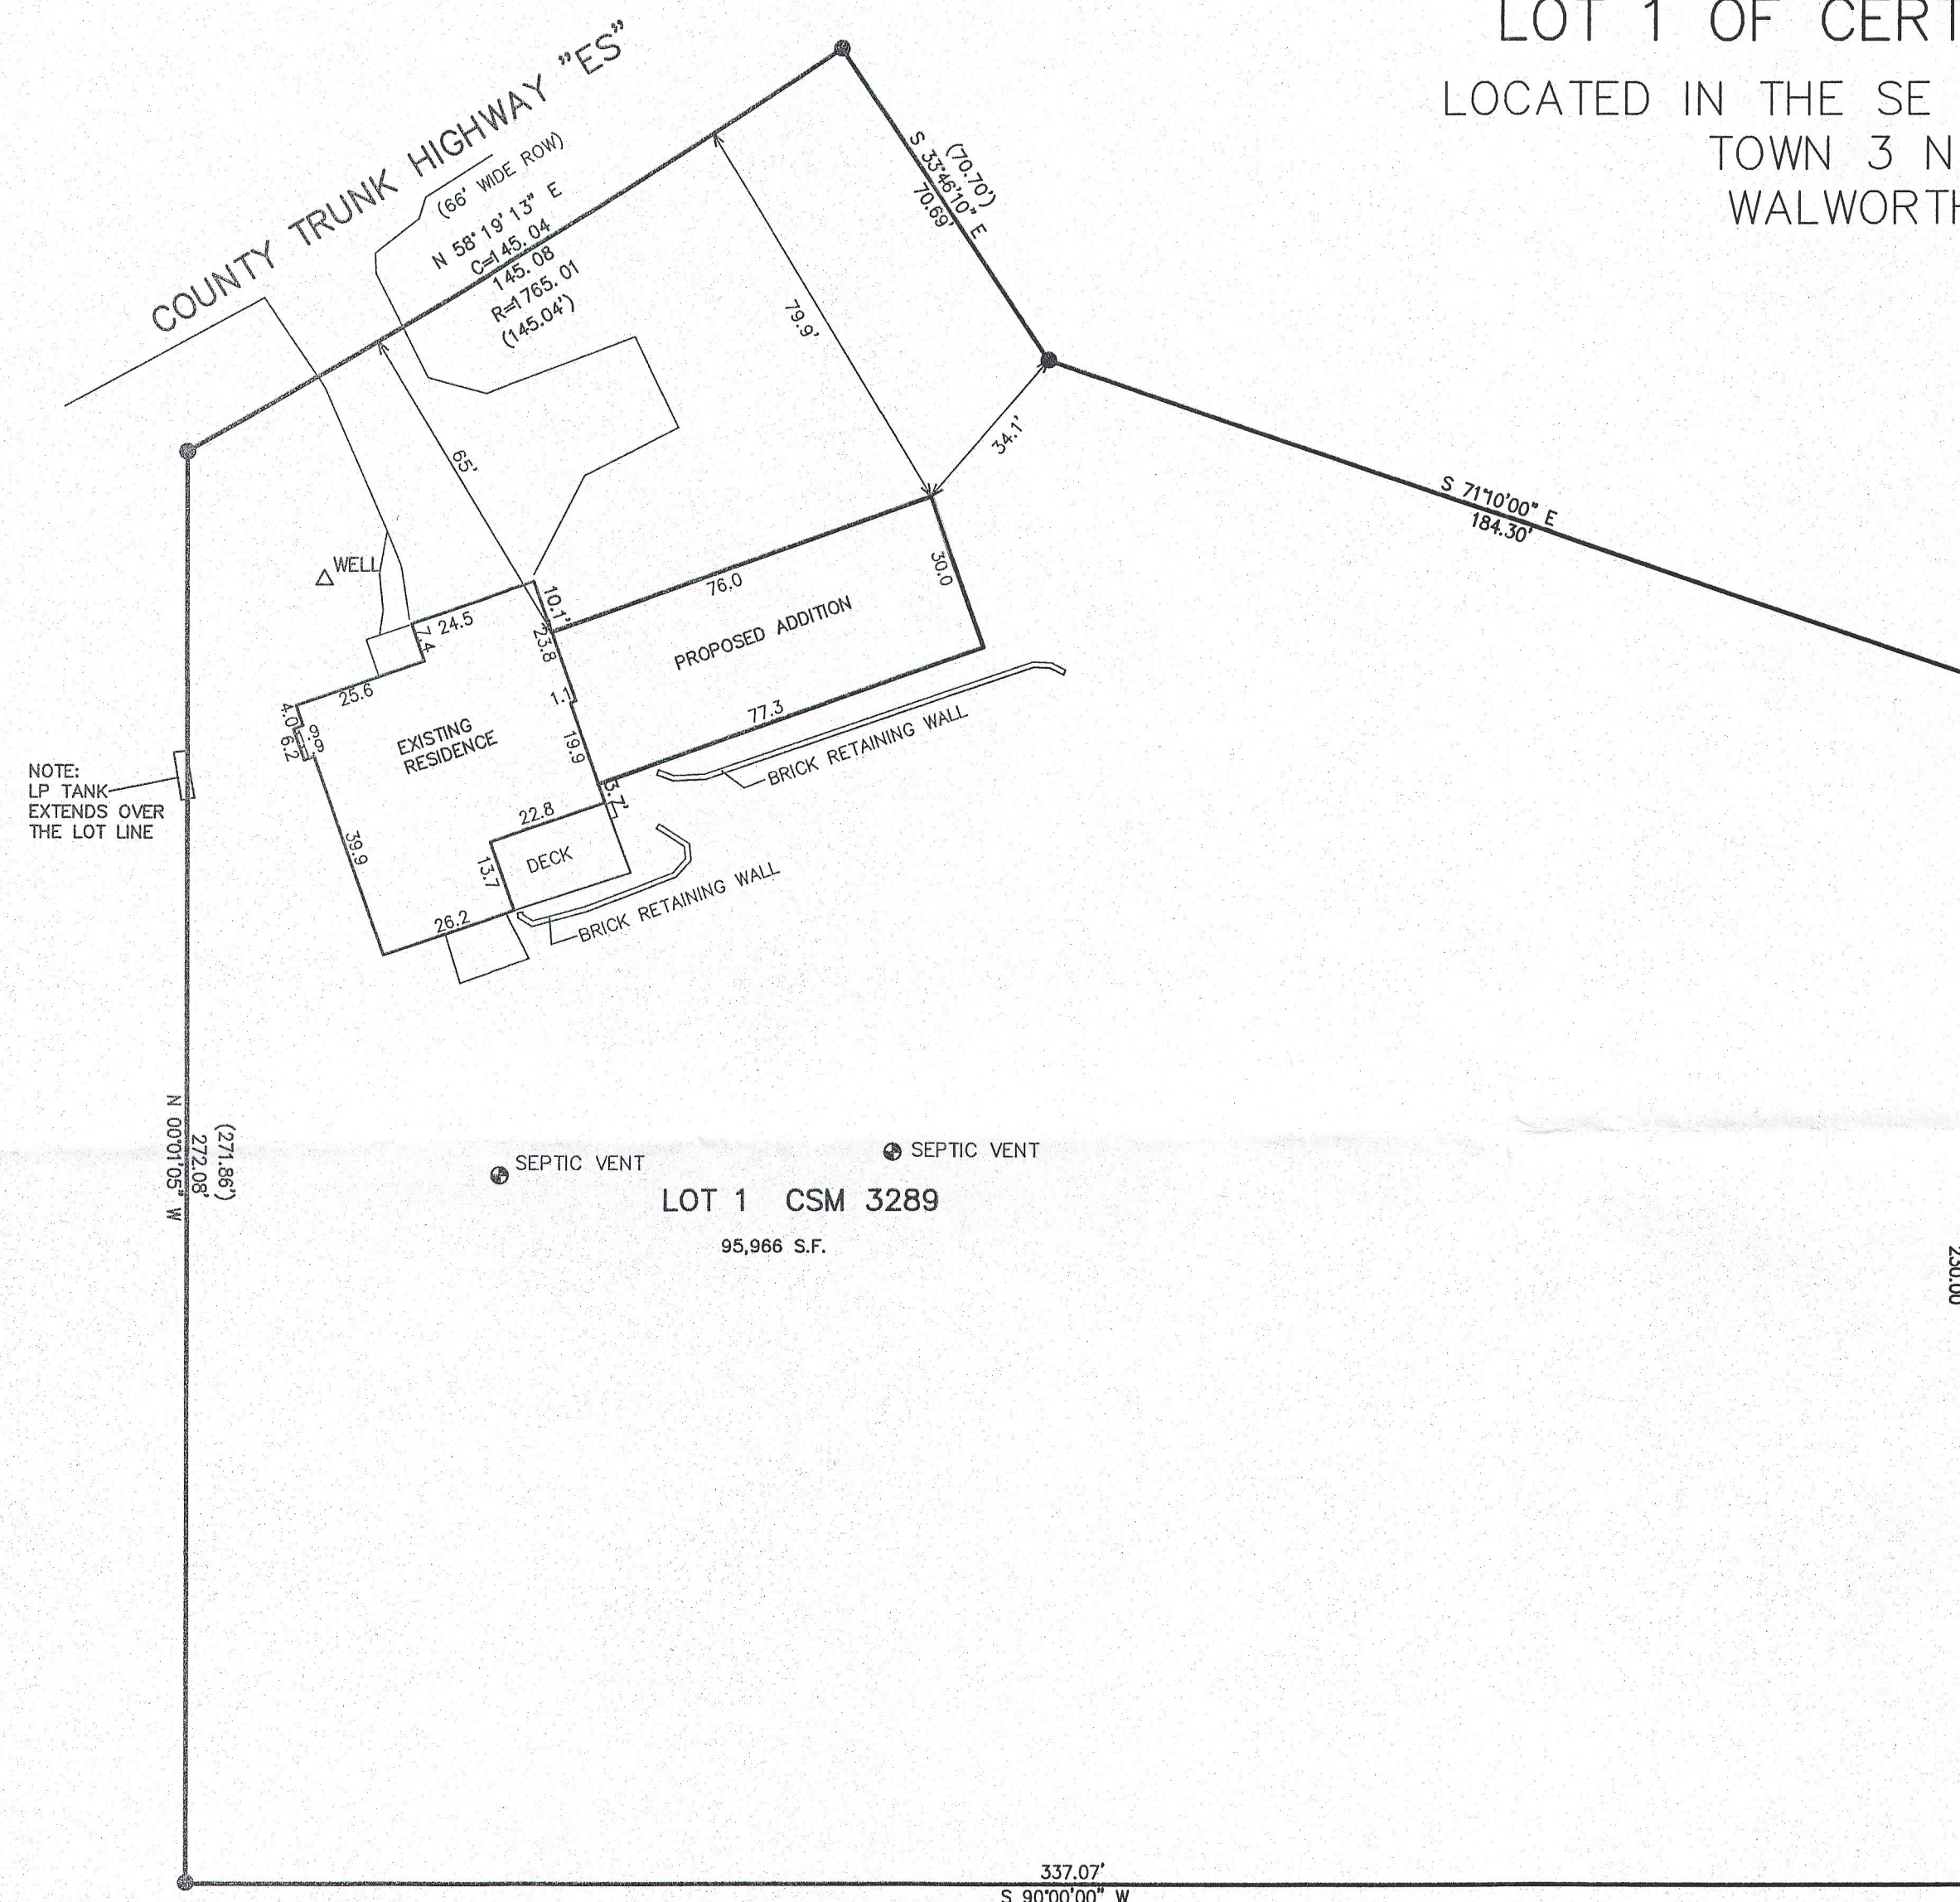 LOT 1 OF CERT
LOCATED IN THE SE
TOWN 3 N
WALWORTH
COUNTY TRUNK HIGHWAY "ES"
(66' WIDE ROW)
N 58°19'13" E
C=145.04
145.08
R=1765.01
(145.04')
(70.70')
S 33°46'10" E
70.69'
79.9'
65'
34.1'
S 71°10'00" E
184.30'
WELL
10.1'
76.0
30.0
24.5
7.4
23.8
PROPOSED ADDITION
25.6
1.1
4.0
9.9
6.2
77.3
EXISTING
RESIDENCE
19.9
BRICK RETAINING WALL
NOTE:
LP TANK
EXTENDS OVER
THE LOT LINE
3.7'
22.8
39.9
DECK
13.7
BRICK RETAINING WALL
26.2
(271.86')
272.08'
N 00°01'05" W
SEPTIC VENT
SEPTIC VENT
LOT 1 CSM 3289
95,966 S.F.
230.00
337.07'
S 90°00'00" W